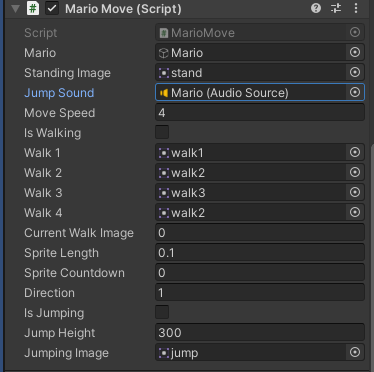 Mario Move (Script)
Script MarioMove
Mario Mario
Standing Image stand
Jump Sound Mario (Audio Source)
Move Speed 4
Is Walking
Walk 1 walk1
Walk 2 walk2
Walk 3 walk3
Walk 4 walk2
Current Walk Image 0
Sprite Length 0.1
Sprite Countdown 0
Direction 1
Is Jumping
Jump Height 300
Jumping Image jump